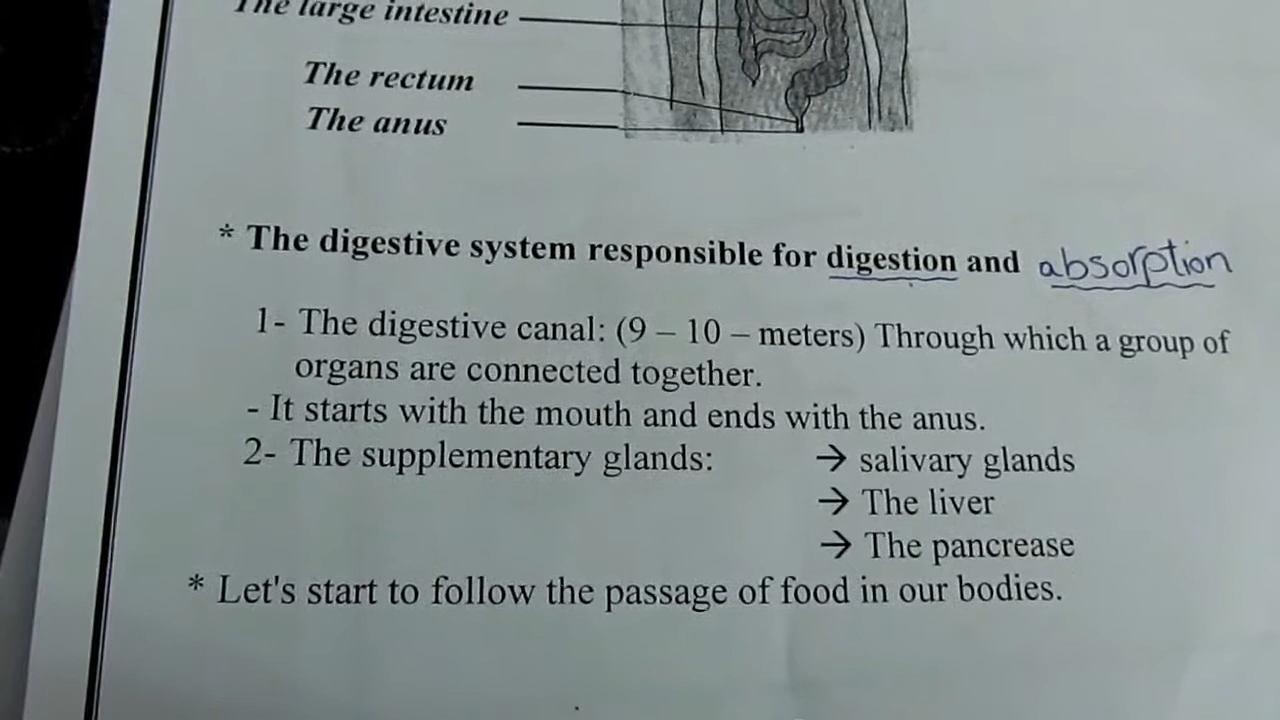 The large intestine
The rectum
The anus
* The digestive system responsible for digestion and absorption
1- The digestive canal: (9 – 10 – meters) Through which a group of
organs are connected together.
- It starts with the mouth and ends with the anus.
2- The supplementary glands: → salivary glands
→ The liver
→ The pancrease
* Let's start to follow the passage of food in our bodies.